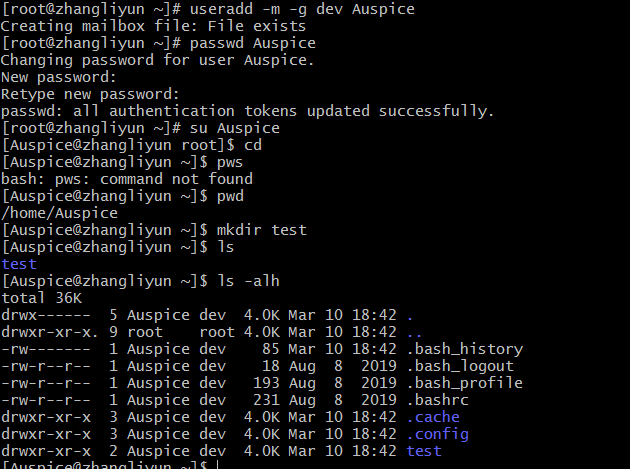 [root@zhangliyun ~]# useradd -m -g dev Auspice
Creating mailbox file: File exists
[root@zhangliyun ~]# passwd Auspice
Changing password for user Auspice.
New password:
Retype new password:
passwd: all authentication tokens updated successfully.
[root@zhangliyun ~]# su Auspice
[Auspice@zhangliyun root]$ cd
[Auspice@zhangliyun ~]$ pws
bash: pws: command not found
[Auspice@zhangliyun ~]$ pwd
/home/Auspice
[Auspice@zhangliyun ~]$ mkdir test
[Auspice@zhangliyun ~]$ ls
test
[Auspice@zhangliyun ~]$ ls -alh
total 36K
drwx------  5 Auspice dev  4.0K Mar 10 18:42 .
drwxr-xr-x. 9 root    root 4.0K Mar 10 18:42 ..
-rw-------  1 Auspice dev    85 Mar 10 18:42 .bash_history
-rw-r--r--  1 Auspice dev    18 Aug  8  2019 .bash_logout
-rw-r--r--  1 Auspice dev   193 Aug  8  2019 .bash_profile
-rw-r--r--  1 Auspice dev   231 Aug  8  2019 .bashrc
drwxr-xr-x  3 Auspice dev  4.0K Mar 10 18:42 .cache
drwxr-xr-x  3 Auspice dev  4.0K Mar 10 18:42 .config
drwxr-xr-x  2 Auspice dev  4.0K Mar 10 18:42 test
[Auspice@zhangliyun ~]$